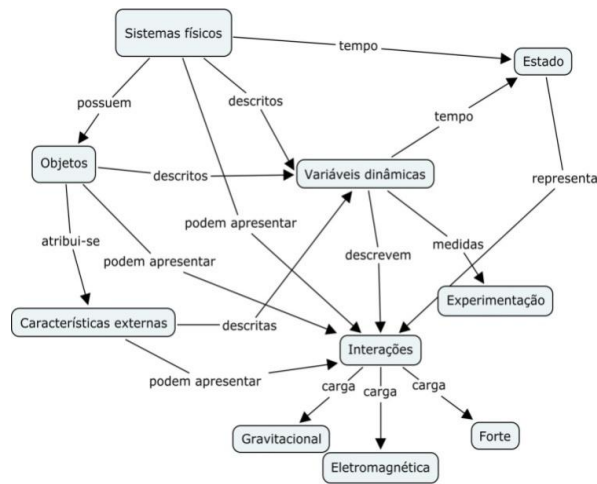 Sistemas físicos
tempo
Estado
possuem
descritos
tempo
Objetos
descritos
Variáveis dinâmicas
representa
podem apresentar
atribui-se
podem apresentar
descrevem
medidas
Experimentação
Características externas
descritas
Interações
podem apresentar
carga
carga
carga
Gravitacional
Forte
Eletromagnética